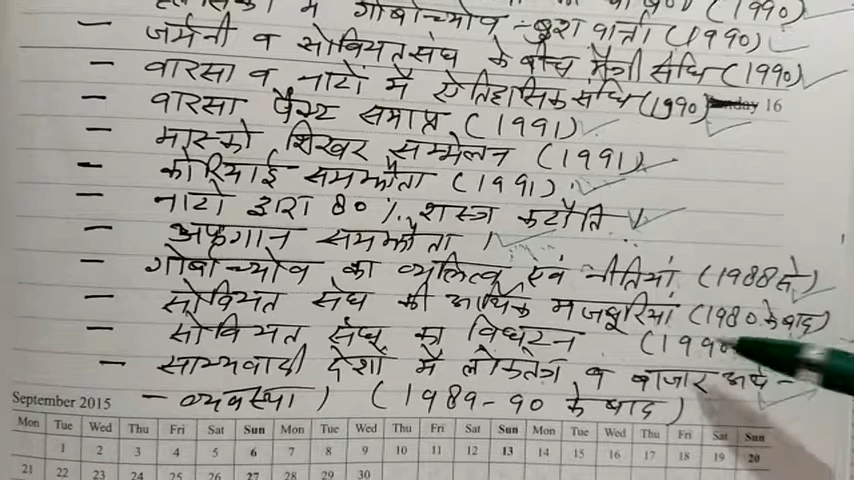 में गोर्बाच्योव - बुश वार्ता (1990)
- जर्मनी व सोवियत संघ के बीच मैत्री संधि (1990)
- वारसा व नाटो में ऐतिहासिक संधि (1990)
day 16
- वारसा पैक्ट समाप्त (1991)
- मास्को शिखर सम्मेलन (1991)
- कोरियाई समझौता (1991)
- नाटो द्वारा 80% शस्त्र कटौति
- अफगान समझौता ।
- गोर्बाच्योव का व्यक्तित्व एवं नीतियां (1988 से)
- सोवियत संघ की आर्थिक मजबूरियां (1980 के बाद)
- सोवियत संघ का विघटन (1990
- साम्यवादी देशों में लोकतंत्र व बाजार अर्थ-
- व्यवस्था) (1989-90 के बाद)
September 2015
Mon Tue Wed Thu Fri Sat Sun Mon Tue Wed Thu Fri Sat Sun Mon Tue Wed Thu Fri Sat Sun
1 2 3 4 5 6 7 8 9 10 11 12 13 14 15 16 17 18 19 20
21 22 23 24 25 26 27 28 29 30